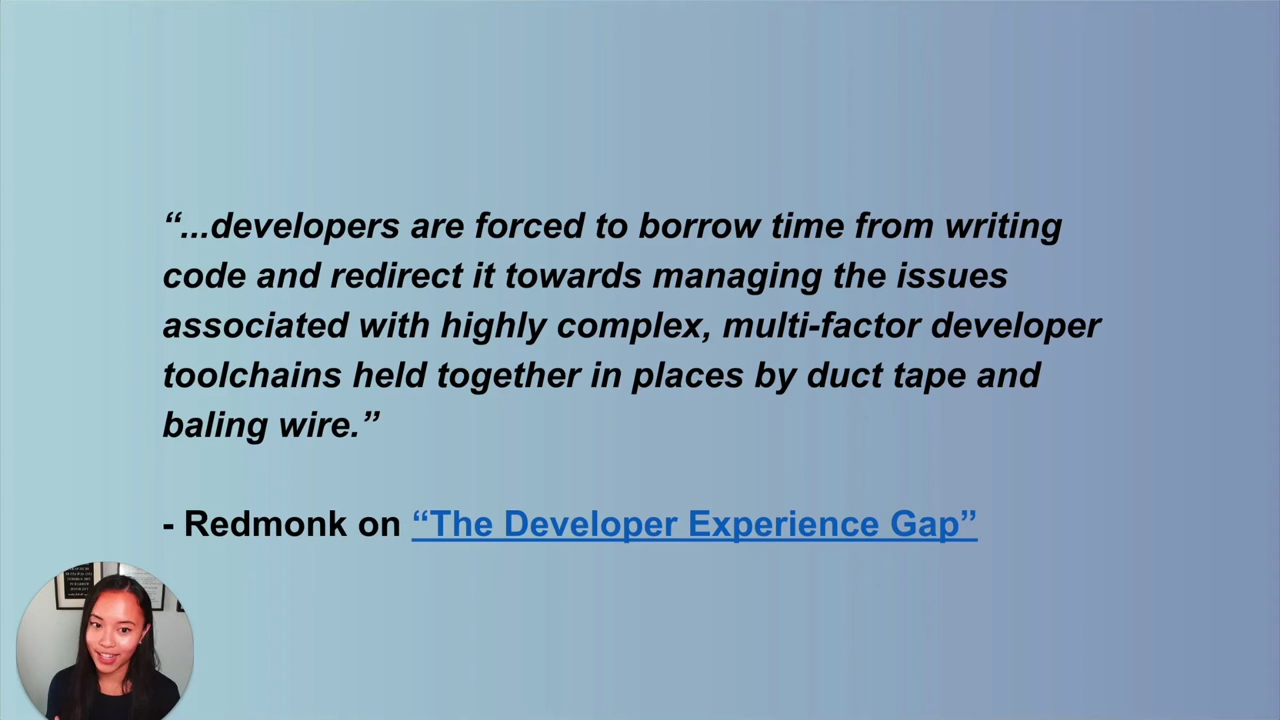 “...developers are forced to borrow time from writing
code and redirect it towards managing the issues
associated with highly complex, multi-factor developer
toolchains held together in places by duct tape and
baling wire.”
- Redmonk on “The Developer Experience Gap”